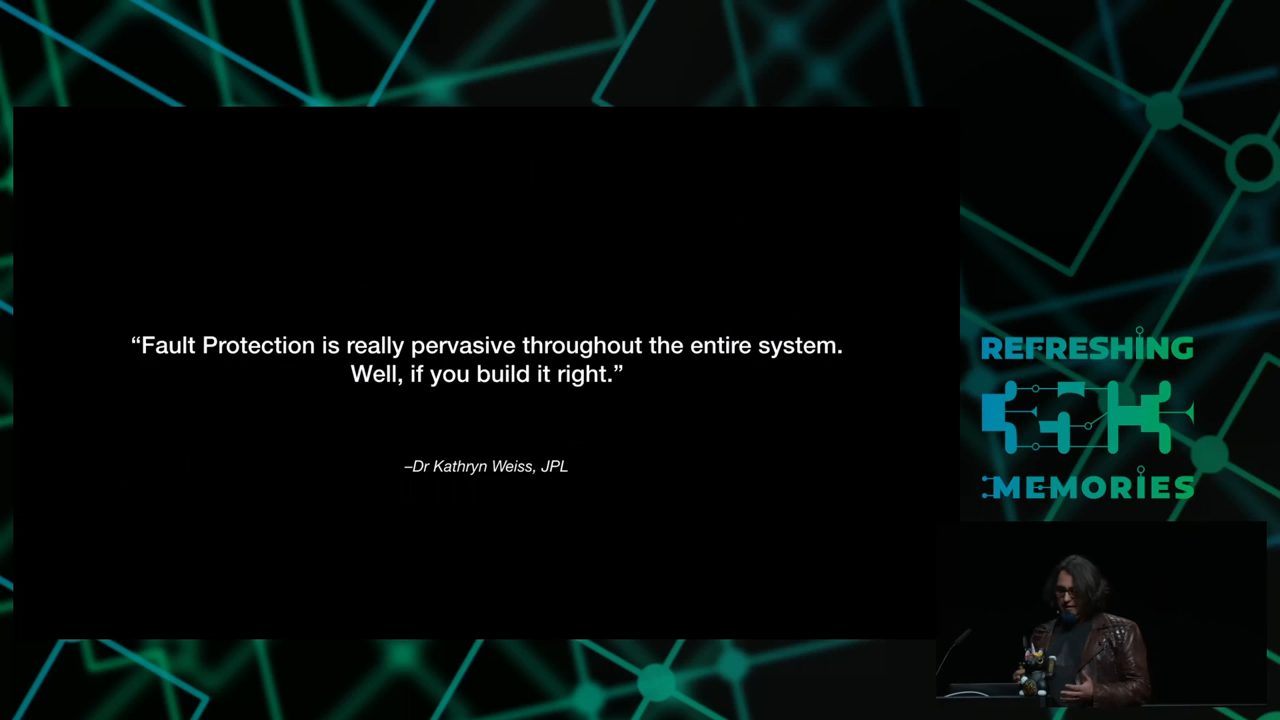 “Fault Protection is really pervasive throughout the entire system.
Well, if you build it right.”
–Dr Kathryn Weiss, JPL
REFRESHING
MEMORIES